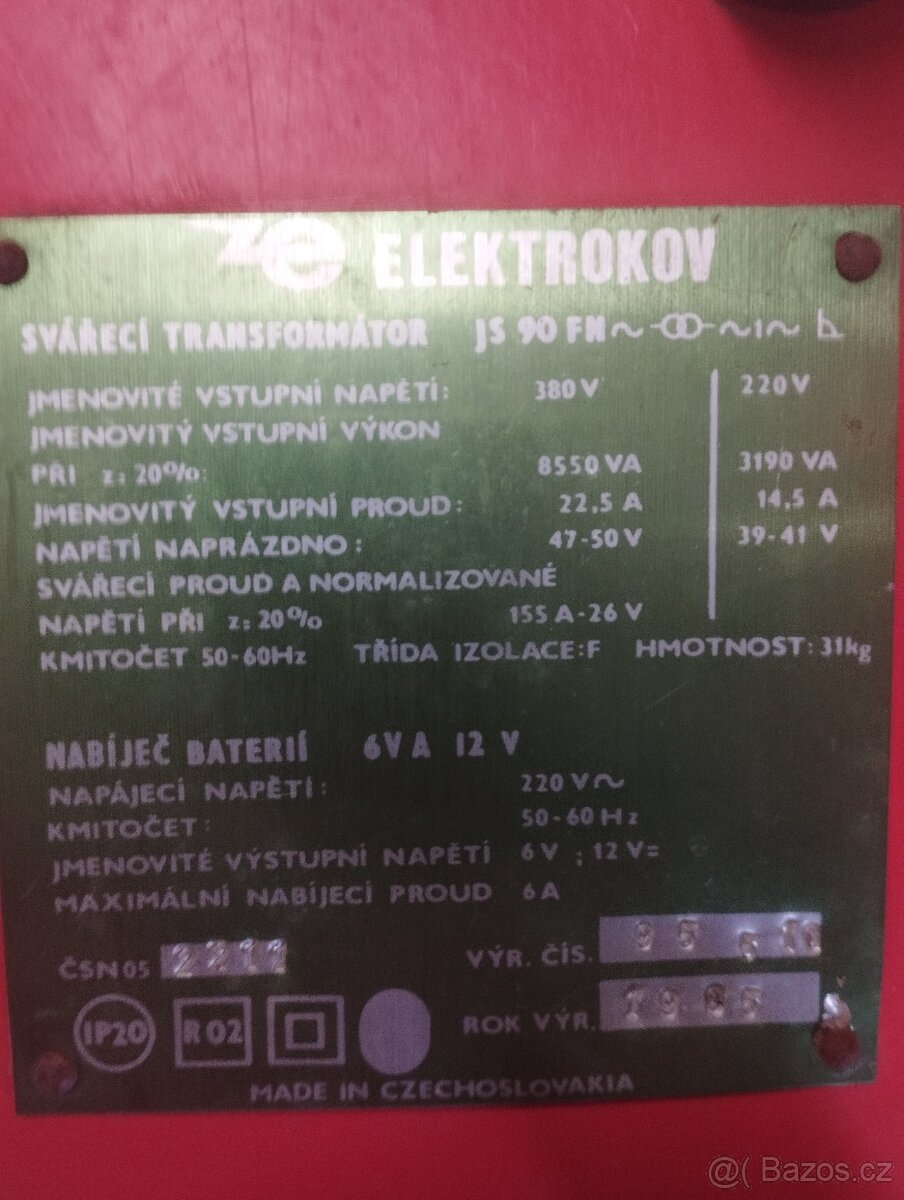 ELEKTROKOV
SVÁŘECÍ TRANSFORMÁTOR JS 90 FN
JMENOVITÉ VSTUPNÍ NAPĚTÍ: 380 V 220 V
JMENOVITÝ VSTUPNÍ VÝKON
PŘI z: 20%: 8550 VA 3190 VA
JMENOVITÝ VSTUPNÍ PROUD: 22,5 A 14,5 A
NAPĚTÍ NAPRÁZDNO: 47-50 V 39-41 V
SVÁŘECÍ PROUD A NORMALIZOVANÉ
NAPĚTÍ PŘI z: 20% 155 A-26 V
KMITOČET 50-60Hz TŘÍDA IZOLACE:F HMOTNOST: 31kg
NABÍJEČ BATERIÍ 6V A 12 V
NAPÁJECÍ NAPĚTÍ: 220 V~
KMITOČET: 50-60 Hz
JMENOVITÉ VÝSTUPNÍ NAPĚTÍ 6V ; 12 V=
MAXIMÁLNÍ NABÍJECÍ PROUD 6A
ČSN 05 2211 VÝR. ČÍS.
IP20 R 02 ROK VÝR.
MADE IN CZECHOSLOVAKIA
@( Bazos.cz